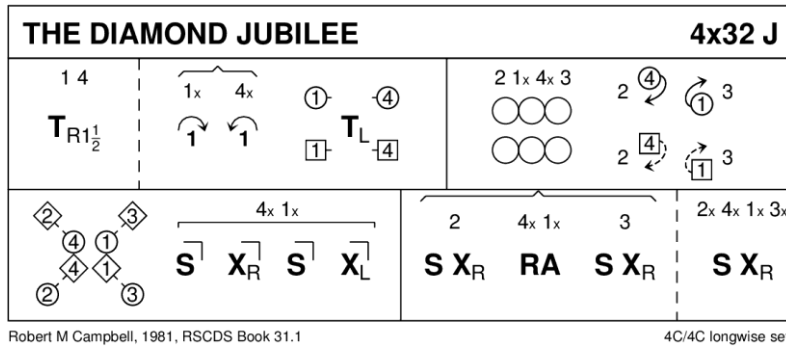 THE DIAMOND JUBILEE 4x32 J
1 4
TR1½
1x 4x
1 1
1 4
1 4
TL
2 1x 4x 3
2 4 1 3
2 4 1 3
2 3
4 1
4 1
2 3
4x 1x
S XR S XL
2 4x 1x 3
S XR RA S XR
2x 4x 1x 3x
S XR
Robert M Campbell, 1981, RSCDS Book 31.1 4C/4C longwise set